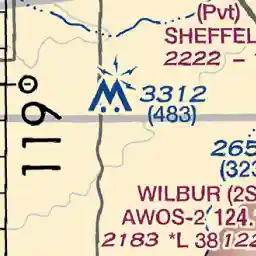 (Pvt)
SHEFFEL
2222 -
3312
(483)
119°
265
(323
WILBUR (2S
AWOS-2 124.
2183 *L 38 122